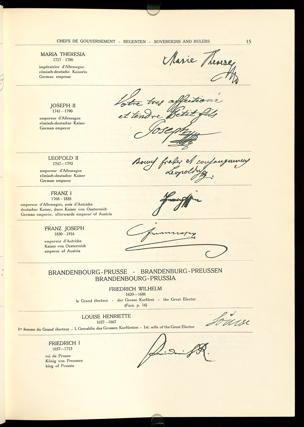 CHEFS DE GOUVERNEMENT - REGENTEN - SOVEREIGNS AND RULERS 15
MARIA THERESIA
1717 - 1780
impératrice d'Allemagne
römisch-deutsche Kaiserin
German empress
Marie Therese
JOSEPH II
1741 - 1790
empereur d'Allemagne
römisch-deutscher Kaiser
German emperor
Votre tres affectionné
et tendre Petit fils
Joseph
LEOPOLD II
1747 - 1792
empereur d'Allemagne
römisch-deutscher Kaiser
German emperor
Leopold
FRANZ I
1768 - 1835
empereur d'Allemagne, puis d'Autriche
deutscher Kaiser, dann Kaiser von Oesterreich
German emperor, afterwards emperor of Austria
FRANZ JOSEPH
1830 - 1916
empereur d'Autriche
Kaiser von Oesterreich
emperor of Austria
BRANDENBOURG-PRUSSE - BRANDENBURG-PREUSSEN
BRANDENBURG-PRUSSIA
FRIEDRICH WILHELM
1620 - 1688
le Grand électeur - der Grosse Kurfürst - the Great Elector
LOUISE HENRIETTE
1627 - 1667
1re femme du Grand électeur - 1. Gemahlin des Grossen Kurfürsten - 1st wife of the Great Elector
Louise
FRIEDRICH I
1657 - 1713
roi de Prusse
König von Preussen
king of Prussia